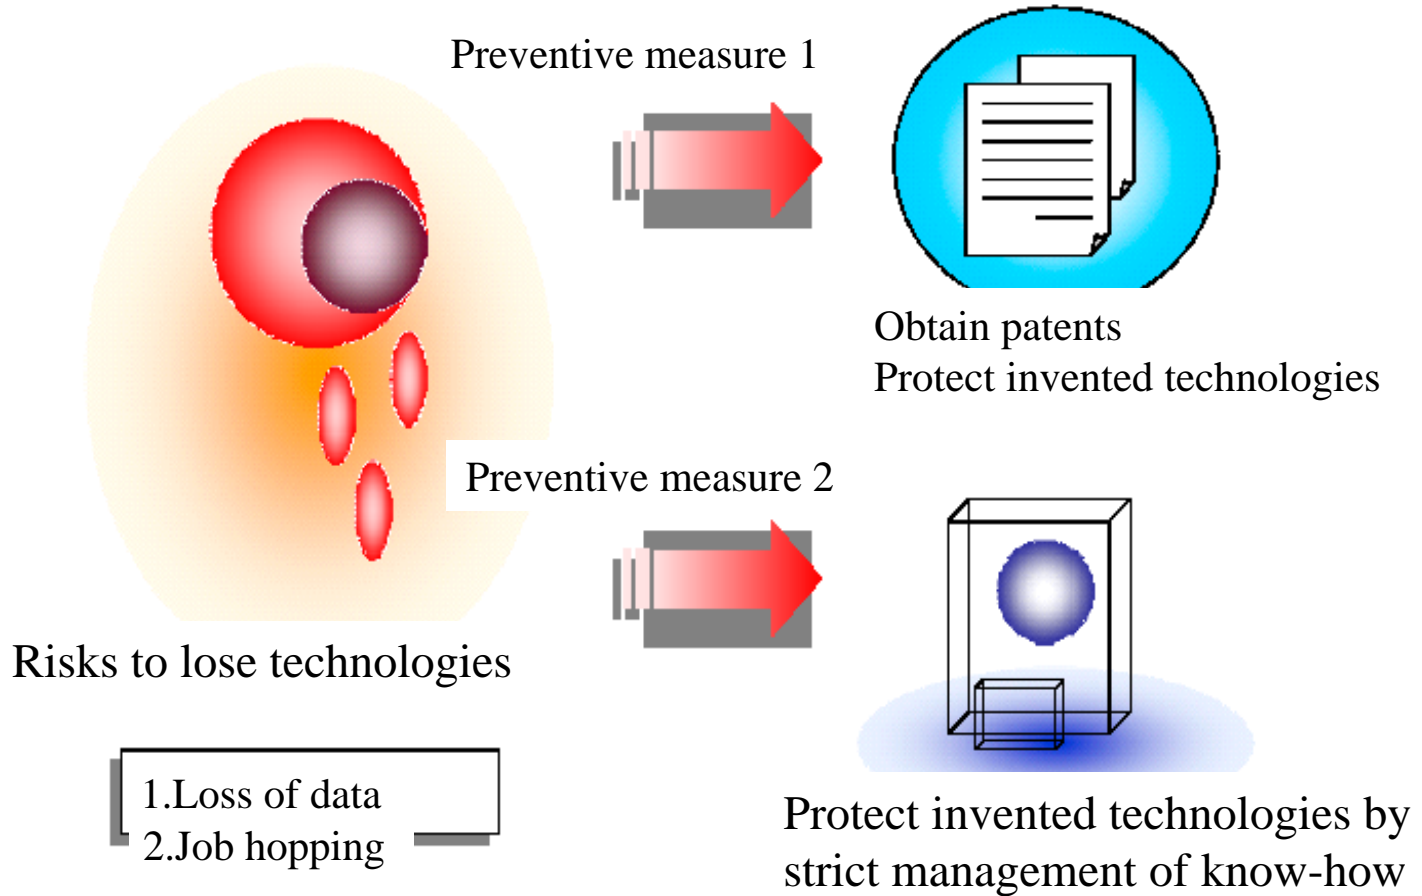 Preventive measure 1
Obtain patents
Protect invented technologies
Preventive measure 2
Risks to lose technologies
1.Loss of data
2.Job hopping
Protect invented technologies by
strict management of know-how